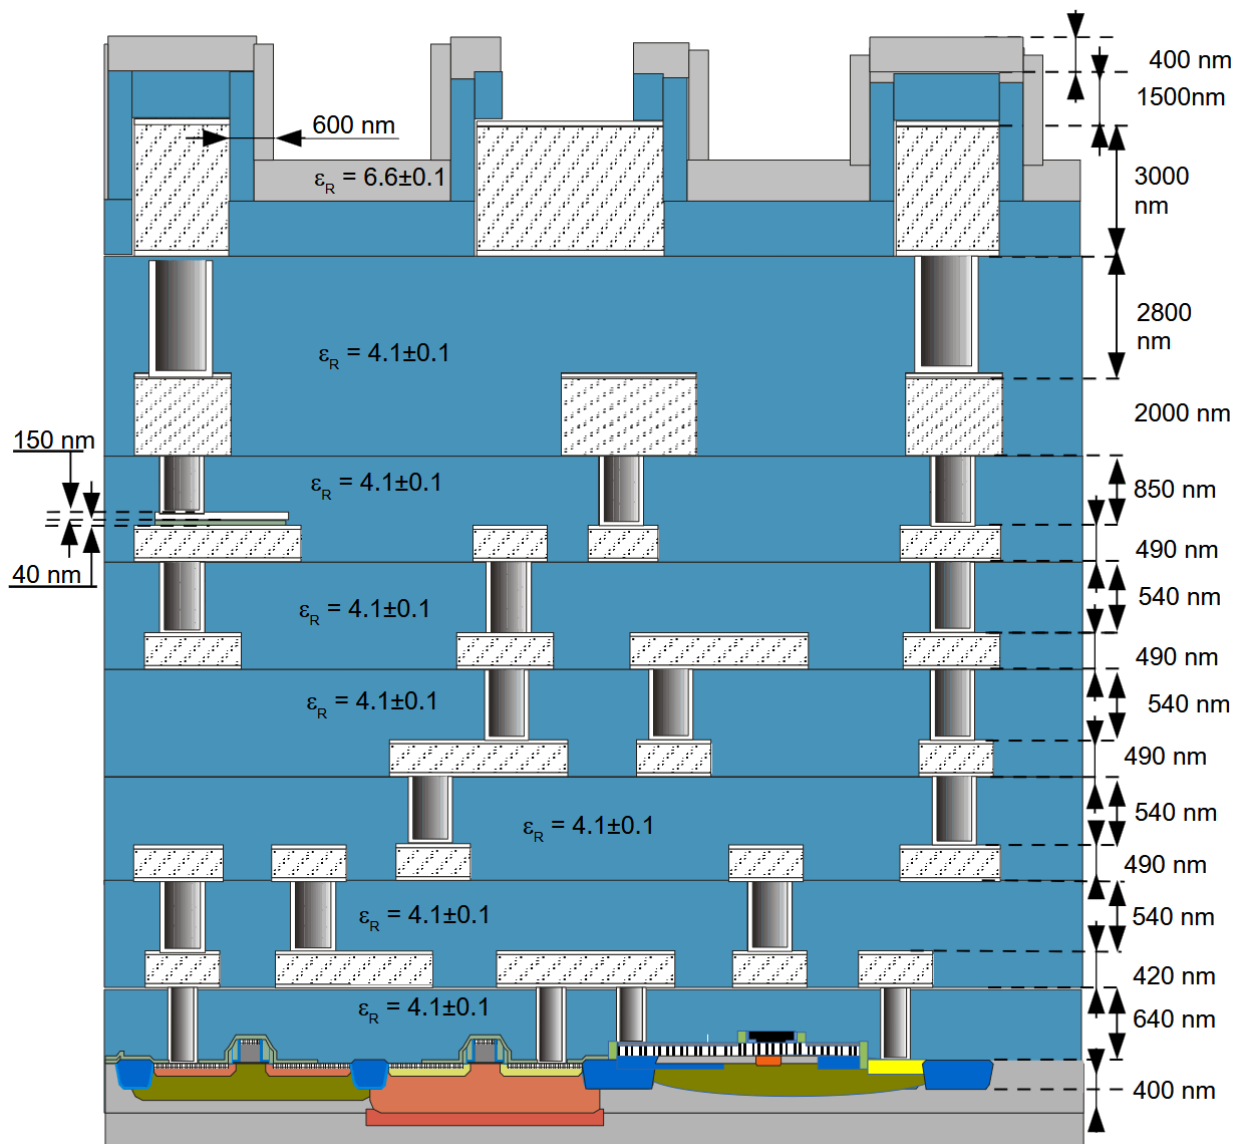 400 nm
1500nm
600 nm
εR = 6.6±0.1
3000
nm
2800
nm
εR = 4.1±0.1
2000 nm
150 nm
εR = 4.1±0.1
850 nm
490 nm
40 nm
εR = 4.1±0.1
540 nm
490 nm
εR = 4.1±0.1
540 nm
490 nm
εR = 4.1±0.1
540 nm
490 nm
εR = 4.1±0.1
540 nm
420 nm
εR = 4.1±0.1
640 nm
400 nm